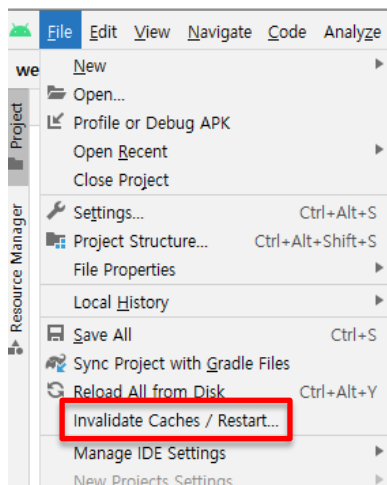 File Edit View Navigate Code Analyze
we
New
Open...
Profile or Debug APK
Open Recent
Close Project
Settings... Ctrl+Alt+S
Project Structure... Ctrl+Alt+Shift+S
File Properties
Local History
Save All Ctrl+S
Sync Project with Gradle Files
Reload All from Disk Ctrl+Alt+Y
Invalidate Caches / Restart...
Manage IDE Settings
New Projects Settings
Project
Resource Manager